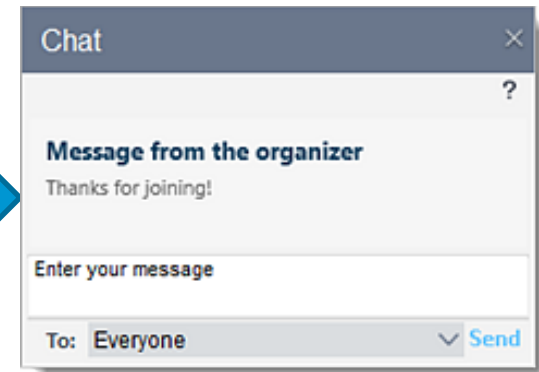 Chat
?
Message from the organizer
Thanks for joining!
Enter your message
To: Everyone Send